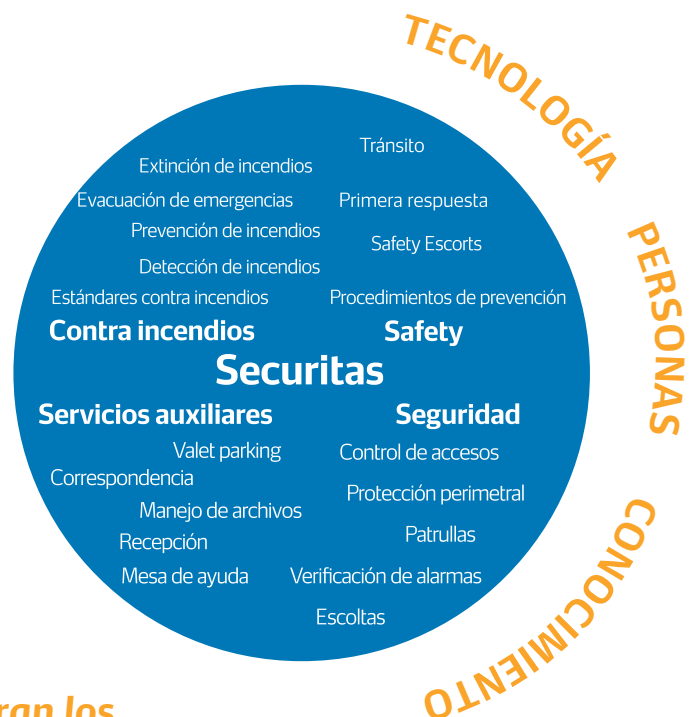 TECNOLOGÍA
PERSONAS
CONOCIMIENTO
Extinción de incendios
Evacuación de emergencias
Prevención de incendios
Detección de incendios
Estándares contra incendios
Contra incendios
Tránsito
Primera respuesta
Safety Escorts
Procedimientos de prevención
Safety
Securitas
Servicios auxiliares
Valet parking
Correspondencia
Manejo de archivos
Recepción
Mesa de ayuda
Seguridad
Control de accesos
Protección perimetral
Patrullas
Verificación de alarmas
Escoltas
los